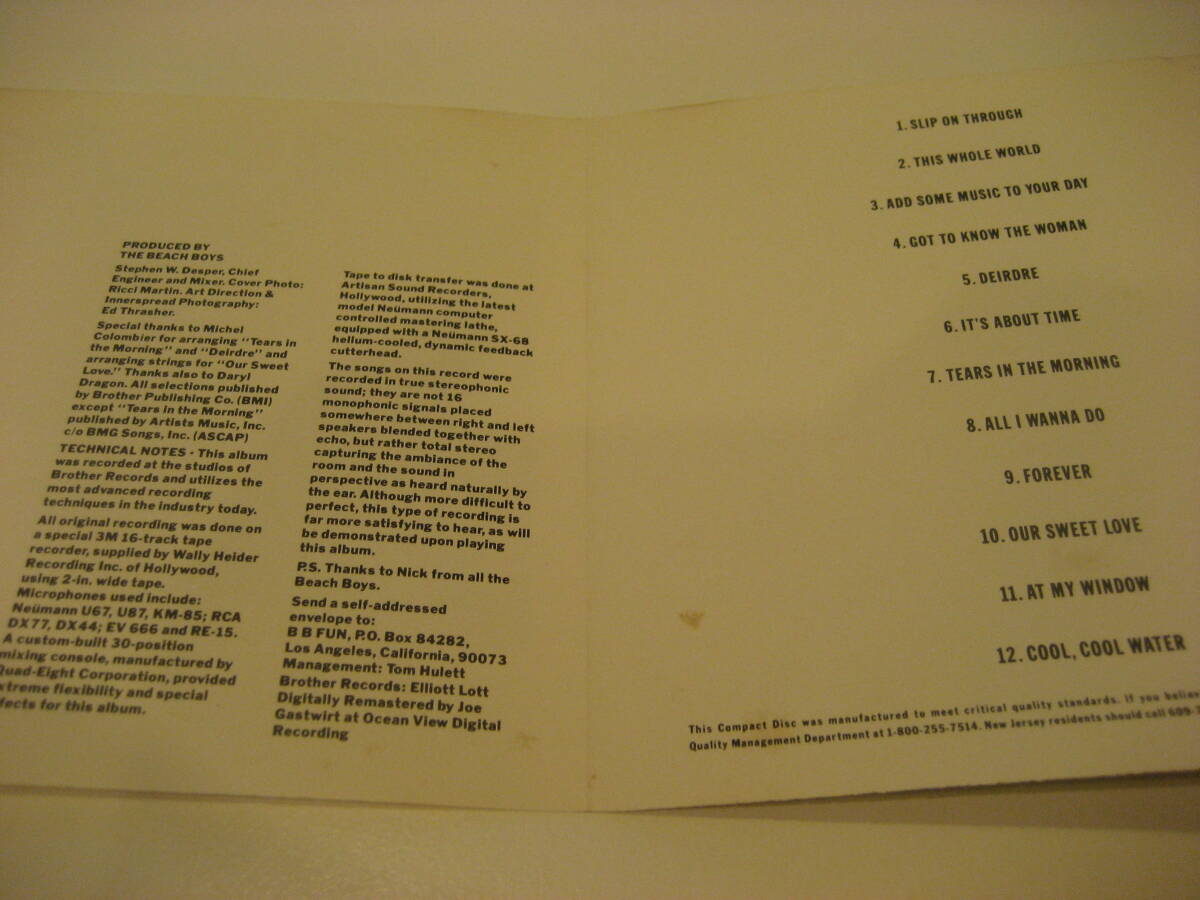 PRODUCED BY
THE BEACH BOYS
Stephen W. Desper, Chief
Engineer and Mixer. Cover Photo:
Ricci Martin. Art Direction &
Innerspread Photography:
Ed Thrasher.
Special thanks to Michel
Colombier for arranging "Tears in
the Morning" and "Deirdre" and
arranging strings for "Our Sweet
Love." Thanks also to Daryl
Dragon. All selections published
by Brother Publishing Co. (BMI)
except "Tears in the Morning"
published by Artists Music, Inc.
c/o BMG Songs, Inc. (ASCAP)
TECHNICAL NOTES - This album
was recorded at the studios of
Brother Records and utilizes the
most advanced recording
techniques in the industry today.
All original recording was done on
a special 3M 16-track tape
recorder, supplied by Wally Heider
Recording Inc. of Hollywood,
using 2-in. wide tape.
Microphones used include:
Neümann U67, U87, KM-85; RCA
DX77, DX44; EV 666 and RE-15.
A custom-built 30-position
mixing console, manufactured by
Quad-Eight Corporation, provided
xtreme flexibility and special
fects for this album.
Tape to disk transfer was done at
Artisan Sound Recorders,
Hollywood, utilizing the latest
model Neümann computer
controlled mastering lathe,
equipped with a Neümann SX-68
helium-cooled, dynamic feedback
cutterhead.
The songs on this record were
recorded in true stereophonic
sound; they are not 16
monophonic signals placed
somewhere between right and left
speakers blended together with
echo, but rather total stereo
capturing the ambiance of the
room and the sound in
perspective as heard naturally by
the ear. Although more difficult to
perfect, this type of recording is
far more satisfying to hear, as will
be demonstrated upon playing
this album.
P.S. Thanks to Nick from all the
Beach Boys.
Send a self-addressed
envelope to:
B B FUN, P.O. Box 84282,
Los Angeles, California, 90073
Management: Tom Hulett
Brother Records: Elliott Lott
Digitally Remastered by Joe
Gastwirt at Ocean View Digital
Recording
1. SLIP ON THROUGH
2. THIS WHOLE WORLD
3. ADD SOME MUSIC TO YOUR DAY
4. GOT TO KNOW THE WOMAN
5. DEIRDRE
6. IT'S ABOUT TIME
7. TEARS IN THE MORNING
8. ALL I WANNA DO
9. FOREVER
10. OUR SWEET LOVE
11. AT MY WINDOW
12. COOL, COOL WATER
This Compact Disc was manufactured to meet critical quality standards. If you believe
Quality Management Department at 1-800-255-7514. New Jersey residents should call 609-